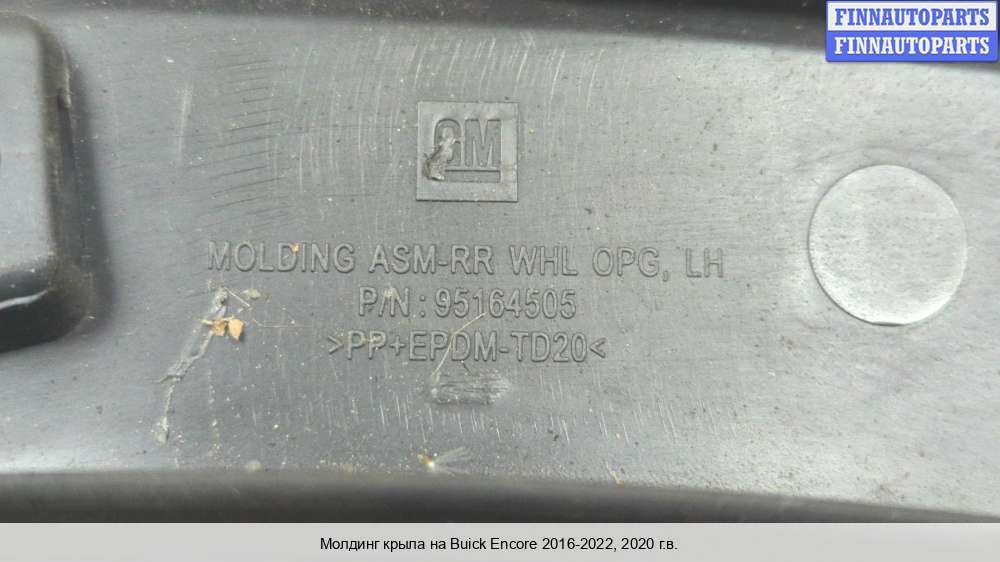 FINNAUTOPARTS
FINNAUTOPARTS
GM
MOLDING ASM-RR WHL OPG, LH
P/N : 95164505
>PP+EPDM-TD20<
Молдинг крыла на Buick Encore 2016-2022, 2020 г.в.